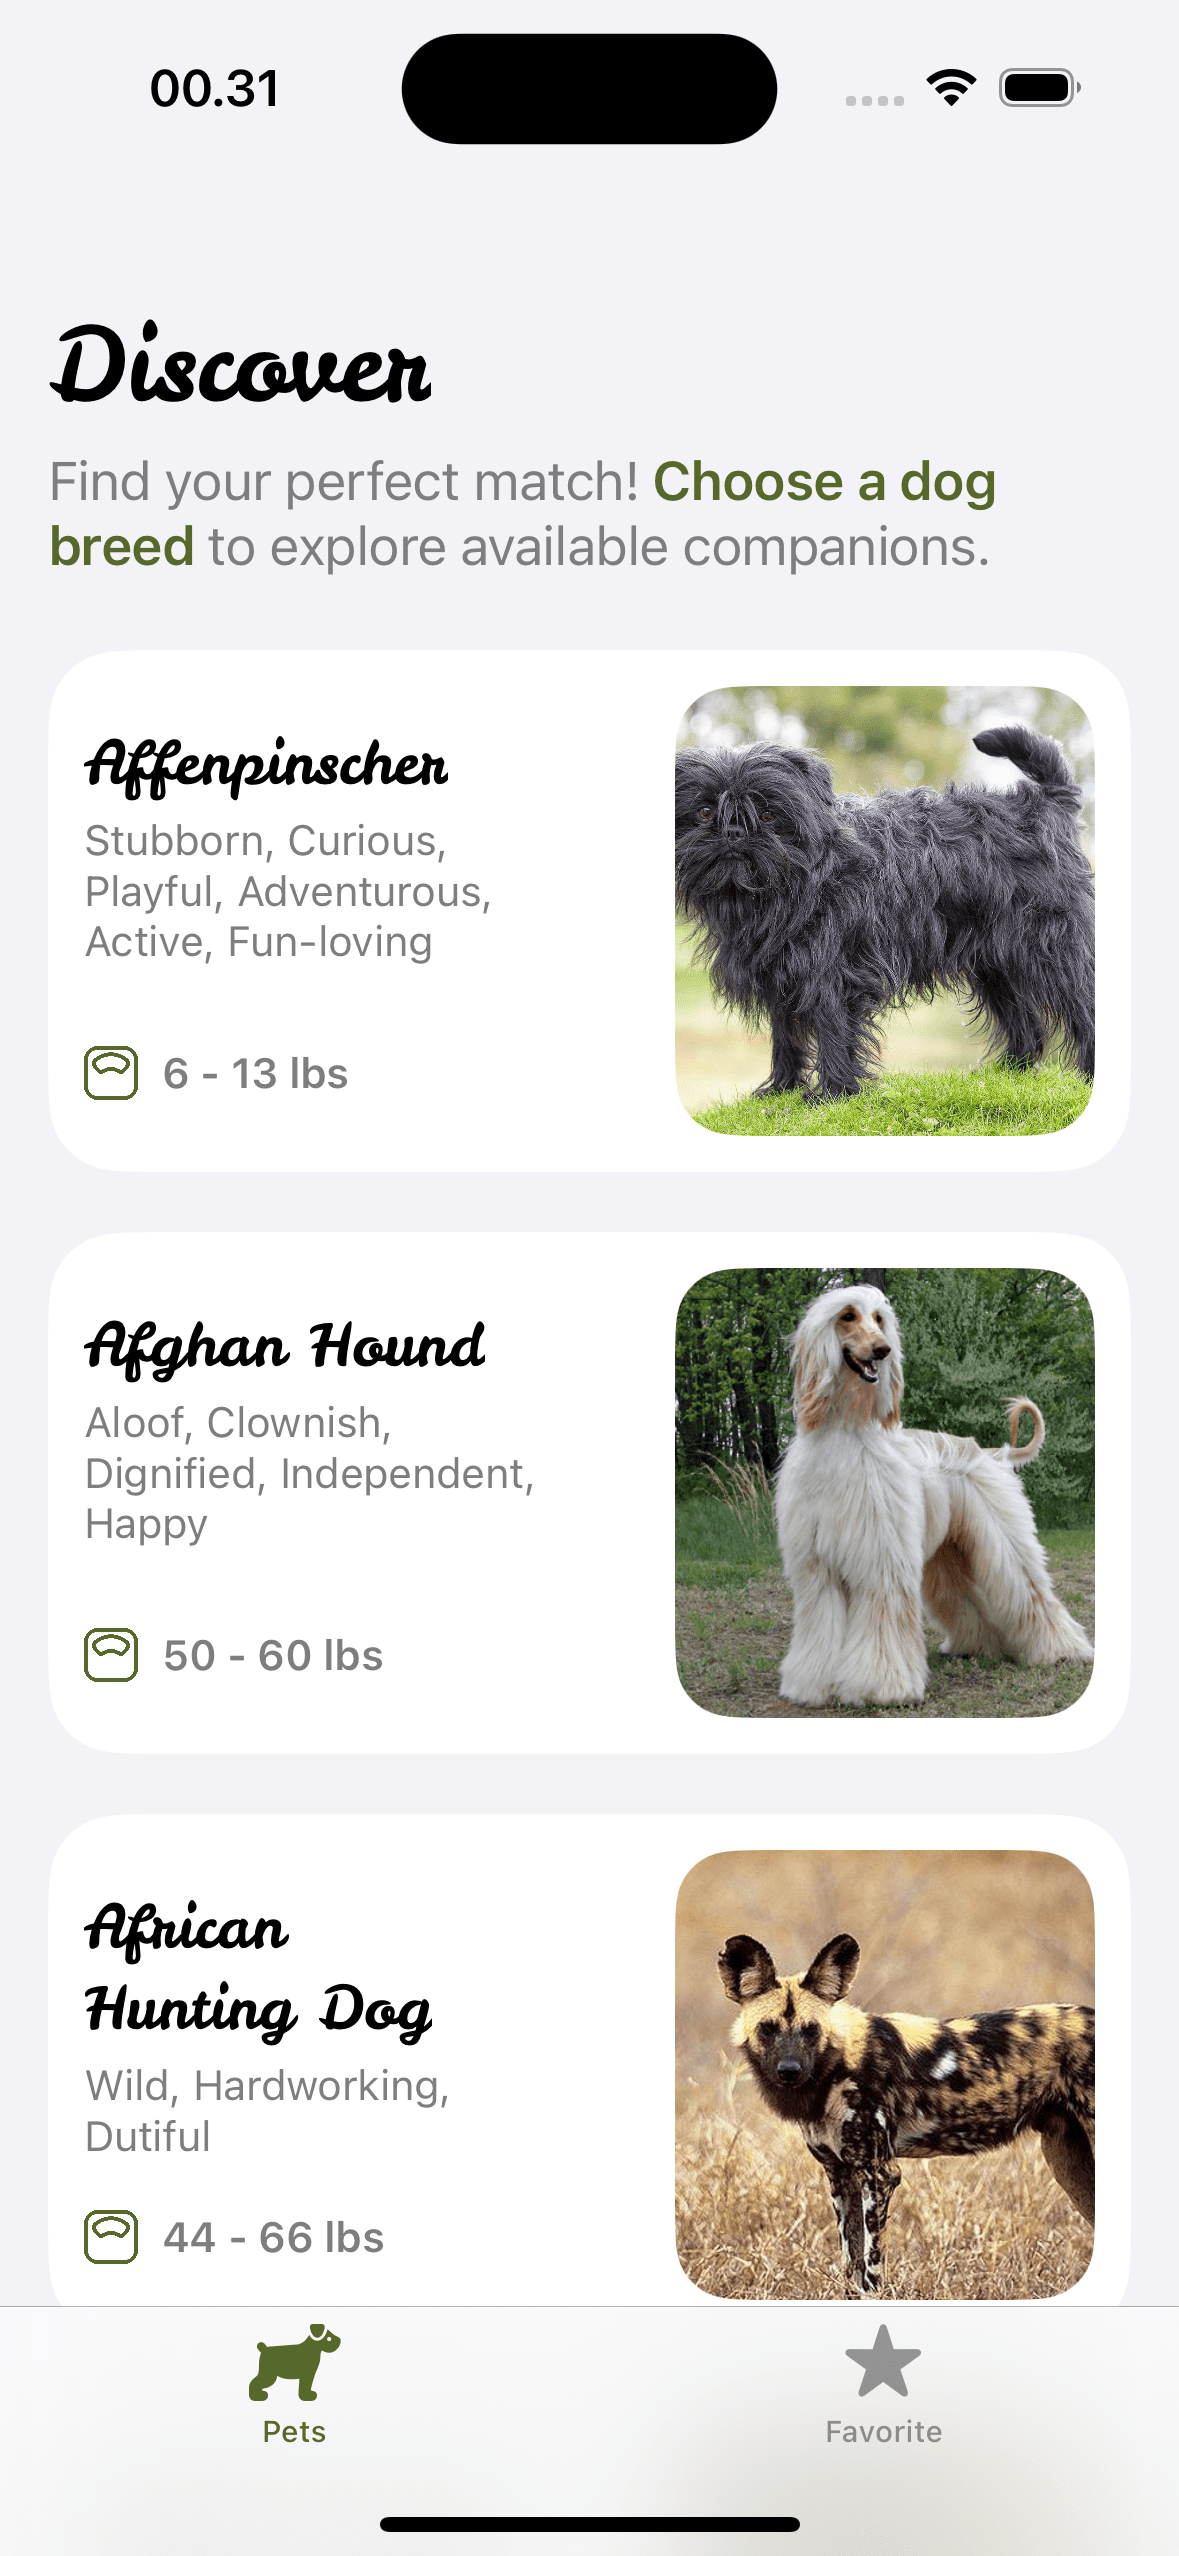 00.31
Discover
Find your perfect match! Choose a dog
breed to explore available companions.
Affenpinscher
Stubborn, Curious,
Playful, Adventurous,
Active, Fun-loving
6 - 13 lbs
Afghan Hound
Aloof, Clownish,
Dignified, Independent,
Happy
50 - 60 lbs
African
Hunting Dog
Wild, Hardworking,
Dutiful
44 - 66 lbs
Pets
Favorite